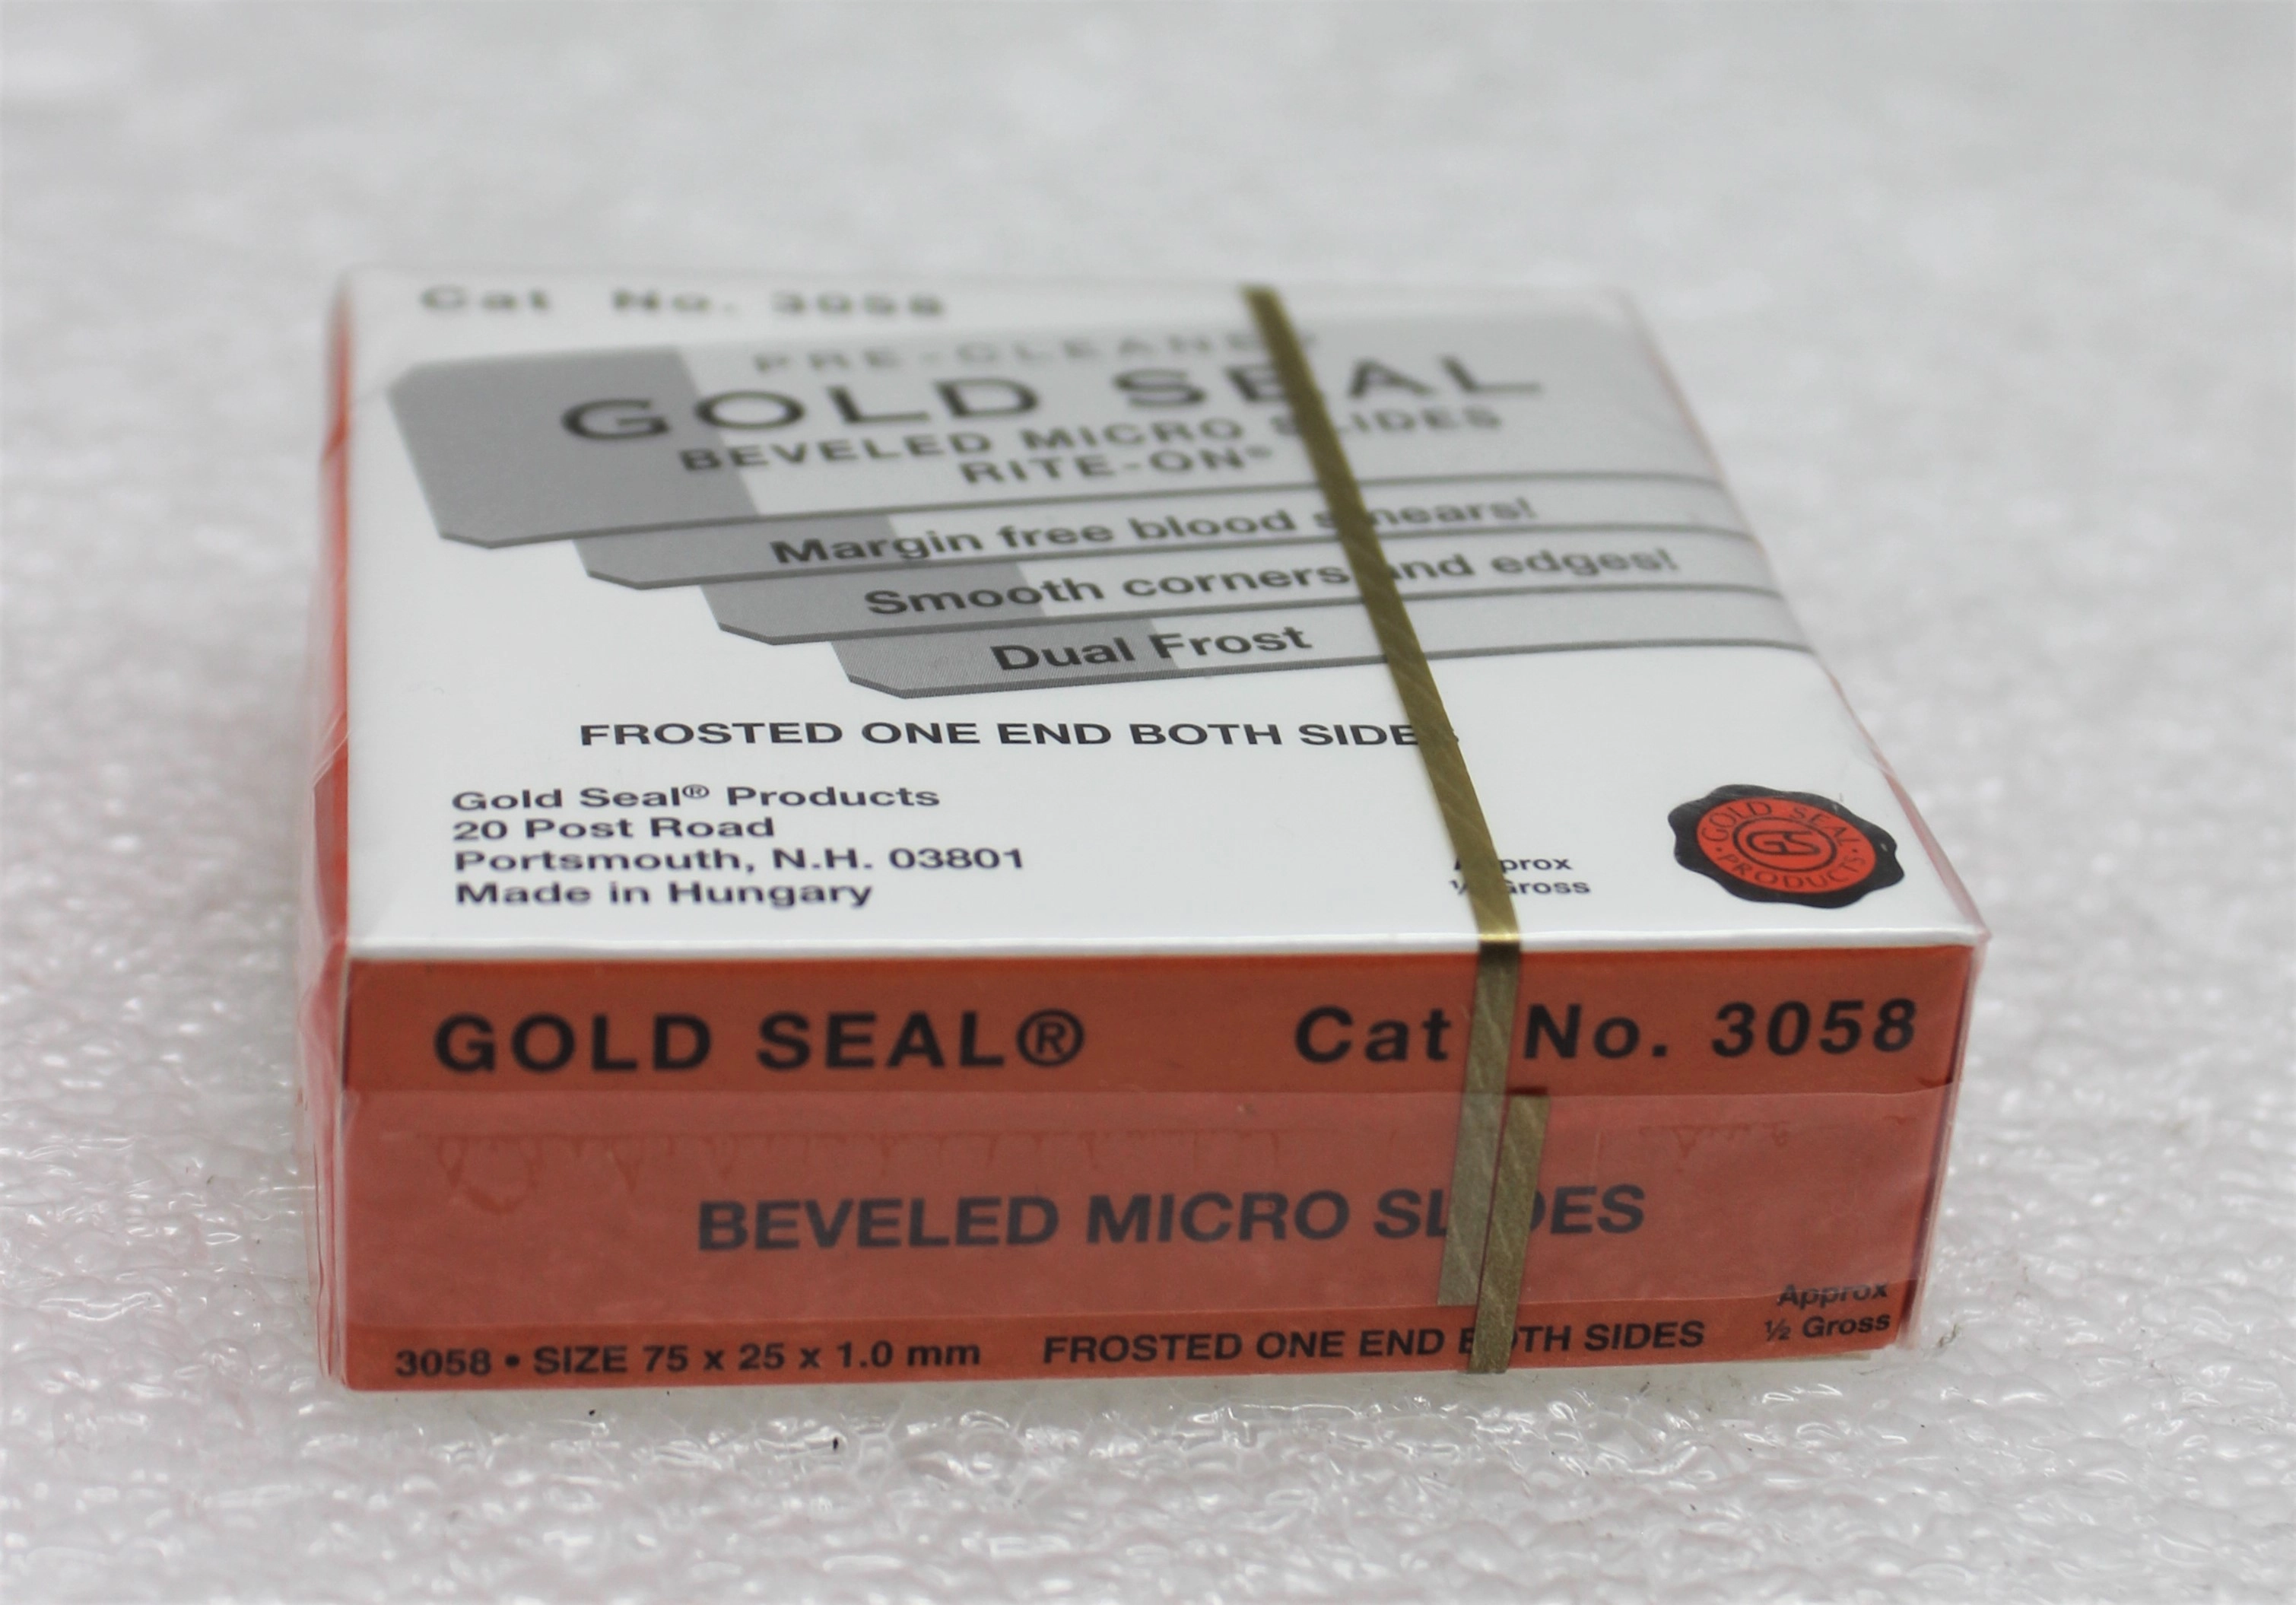 Cat No. 3058
PRE-CLEANED
GOLD SEAL
BEVELED MICRO SLIDES
RITE-ON®
Margin free blood smears!
Smooth corners and edges!
Dual Frost
FROSTED ONE END BOTH SIDES
Gold Seal® Products
20 Post Road
Portsmouth, N.H. 03801
Made in Hungary
Approx
½ Gross
GOLD SEAL
GS
PRODUCTS
GOLD SEAL® Cat No. 3058
BEVELED MICRO SLIDES
Approx
½ Gross
3058 • SIZE 75 x 25 x 1.0 mm FROSTED ONE END BOTH SIDES